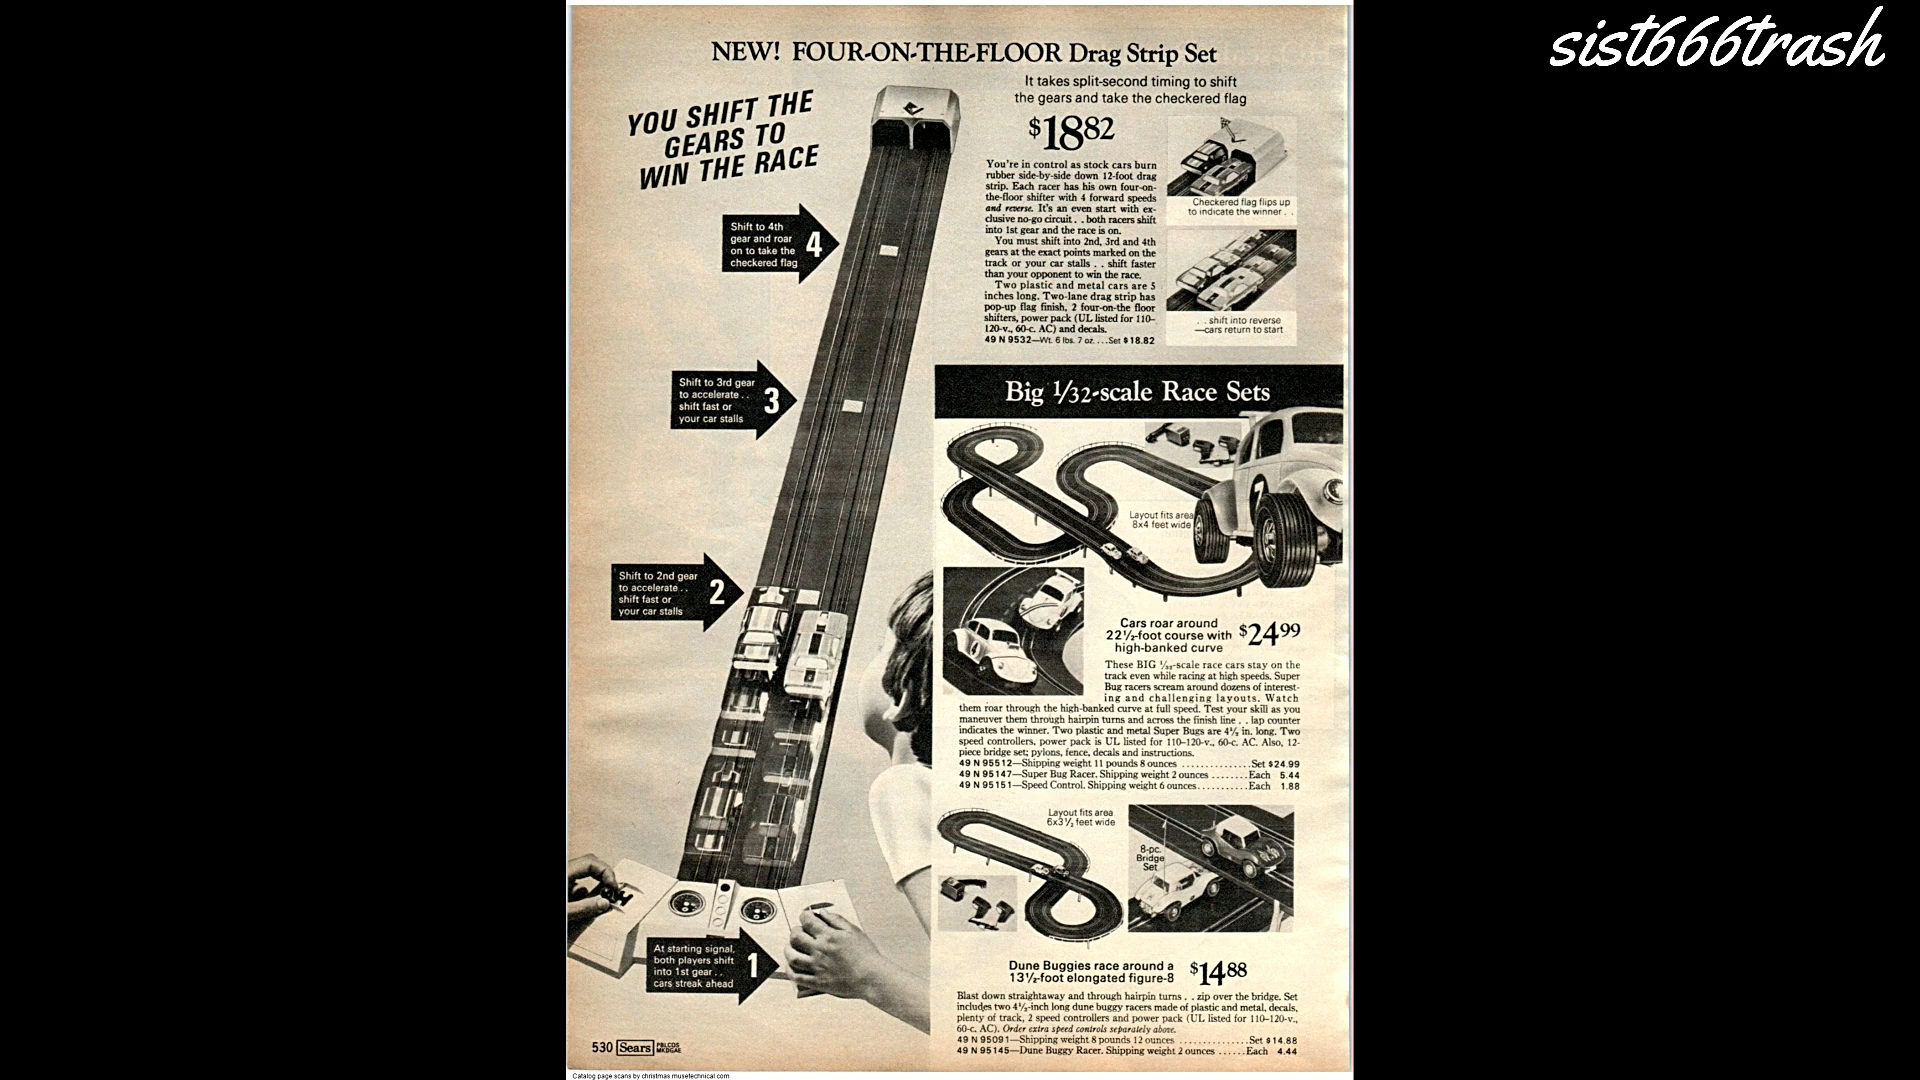 sist666trash
NEW! FOUR-ON-THE-FLOOR Drag Strip Set
YOU SHIFT THE
GEARS TO
WIN THE RACE
It takes split-second timing to shift
the gears and take the checkered flag
$18.82
You're in control as stock cars burn
rubber side-by-side down 12-foot drag
strip. Each racer has his own four-on-
the-floor shifter with 4 forward speeds
and reverse. It's an even start with ex-
clusive no-go circuit . . both racers shift
into 1st gear and the race is on.
You must shift into 2nd, 3rd and 4th
gears at the exact points marked on the
track or your car stalls . . shift faster
than your opponent to win the race.
Two plastic and metal cars are 5
inches long. Two-lane drag strip has
pop-up flag finish, 2 four-on-the floor
shifters, power pack (UL listed for 110–
120-v., 60-c. AC) and decals.
49 N 9532—Wt. 6 lbs. 7 oz. . . . Set $18.82
Checkered flag flips up
to indicate the winner . .
. . shift into reverse
—cars return to start
Shift to 4th
gear and roar
on to take the
checkered flag
4
Shift to 3rd gear
to accelerate . .
shift fast or
your car stalls
3
Shift to 2nd gear
to accelerate . .
shift fast or
your car stalls
2
At starting signal,
both players shift
into 1st gear . .
cars streak ahead
1
Big 1/32-scale Race Sets
7
Layout fits area
8x4 feet wide
Cars roar around
22½-foot course with
high-banked curve
$24.99
These BIG 1/32-scale race cars stay on the
track even while racing at high speeds. Super
Bug racers scream around dozens of interest-
ing and challenging layouts. Watch
them roar through the high-banked curve at full speed. Test your skill as you
maneuver them through hairpin turns and across the finish line . . lap counter
indicates the winner. Two plastic and metal Super Bugs are 4½ in. long. Two
speed controllers, power pack is UL listed for 110–120-v., 60-c. AC. Also, 12-
piece bridge set; pylons, fence, decals and instructions.
49 N 95512—Shipping weight 11 pounds 8 ounces . . . . . . . . . . . . . . . Set $24.99
49 N 95147—Super Bug Racer. Shipping weight 2 ounces . . . . . . . . Each 5.44
49 N 95151—Speed Control. Shipping weight 6 ounces . . . . . . . . . . . Each 1.88
Layout fits area
6x3½ feet wide
8-pc.
Bridge
Set
Dune Buggies race around a
13½-foot elongated figure-8
$14.88
Blast down straightaway and through hairpin turns . . zip over the bridge. Set
includes two 4½-inch long dune buggy racers made of plastic and metal, decals,
plenty of track, 2 speed controllers and power pack (UL listed for 110–120-v.,
60-c. AC). Order extra speed controls separately above.
49 N 95091—Shipping weight 8 pounds 12 ounces . . . . . . . . . . . . . . . Set $14.88
49 N 95145—Dune Buggy Racer. Shipping weight 2 ounces . . . . . . Each 4.44
530 Sears PBLCDS
MKDGAE
Catalog page scans by christmas.musetechnical.com